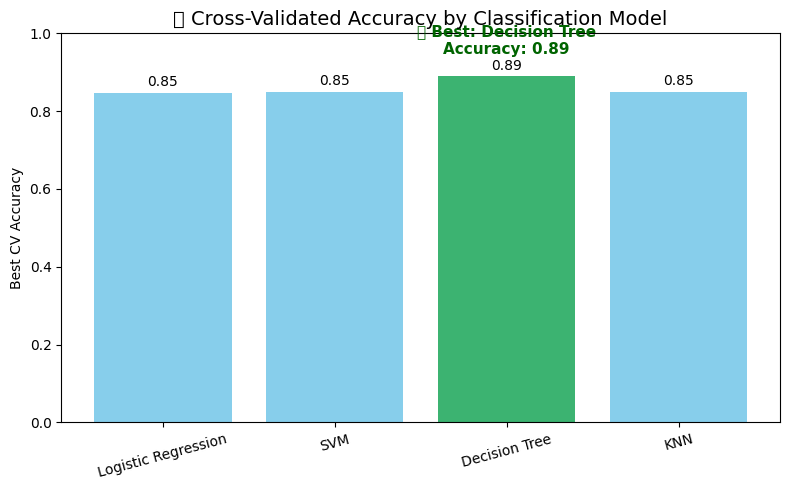 ▯ Cross-Validated Accuracy by Classification Model
▯ Best: Decision Tree
Accuracy: 0.89
1.0
0.8
0.6
0.4
0.2
0.0
Best CV Accuracy
0.85
0.85
0.89
0.85
Logistic Regression
SVM
Decision Tree
KNN